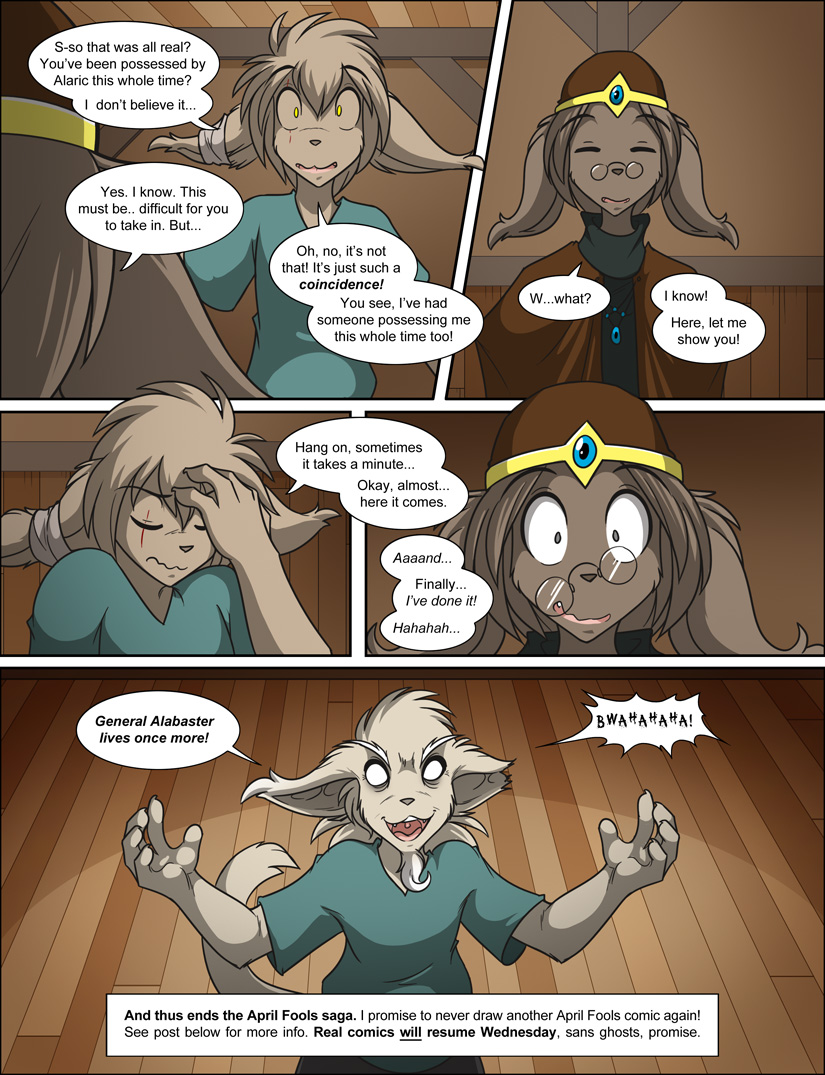 S-so that was all real?
You've been possessed by
Alaric this whole time?
I don't believe it...
Yes. I know. This
must be.. difficult for you
to take in. But...
Oh, no, it's not
that! It's just such a
coincidence!
You see, I've had
someone possessing me
this whole time too!
W...what?
I know!
Here, let me
show you!
Hang on, sometimes
it takes a minute...
Okay, almost...
here it comes.
Aaaand...
Finally...
I've done it!
Hahahah...
General Alabaster
lives once more!
BWAHAHAHA!
And thus ends the April Fools saga. I promise to never draw another April Fools comic again!
See post below for more info. Real comics will resume Wednesday, sans ghosts, promise.